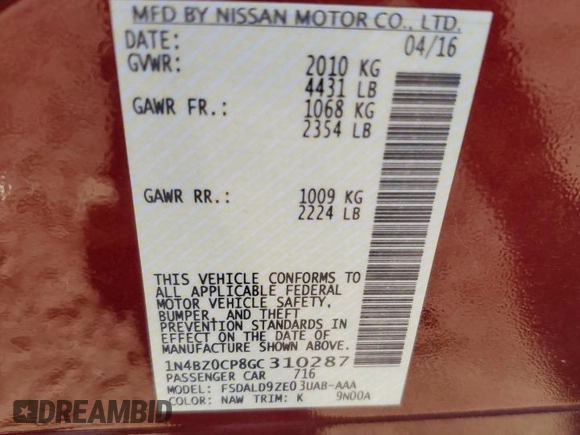 MFD BY NISSAN MOTOR CO., LTD.
DATE: 04/16
GVWR: 2010 KG
4431 LB
GAWR FR.: 1068 KG
2354 LB
GAWR RR.: 1009 KG
2224 LB
THIS VEHICLE CONFORMS TO
ALL APPLICABLE FEDERAL
MOTOR VEHICLE SAFETY,
BUMPER, AND THEFT
PREVENTION STANDARDS IN
EFFECT ON THE DATE OF
MANUFACTURE SHOWN ABOVE.
1N4BZ0CP8GC310287
PASSENGER CAR 716
MODEL: FSDALD9ZE03UAB-AAA
COLOR: NAW TRIM: K 9N00A
DREAMBID